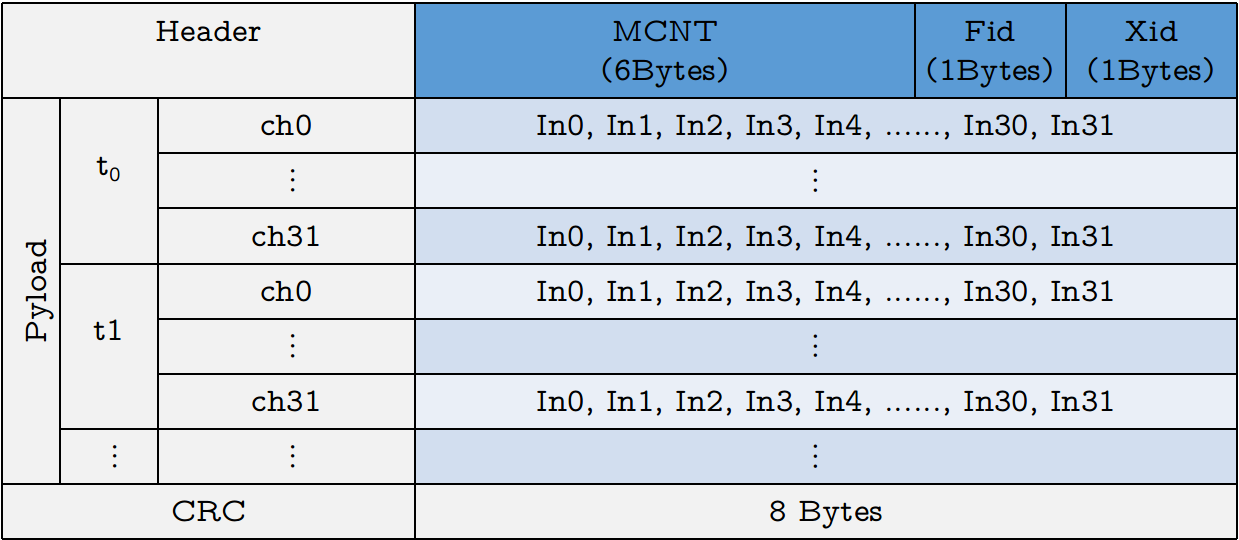 Header MCNT Fid Xid
(6Bytes) (1Bytes) (1Bytes)
Pyload
t₀ ch0 In0, In1, In2, In3, In4, ……, In30, In31
⋮ ⋮
ch31 In0, In1, In2, In3, In4, ……, In30, In31
t1 ch0 In0, In1, In2, In3, In4, ……, In30, In31
⋮ ⋮
ch31 In0, In1, In2, In3, In4, ……, In30, In31
⋮ ⋮ ⋮
CRC 8 Bytes